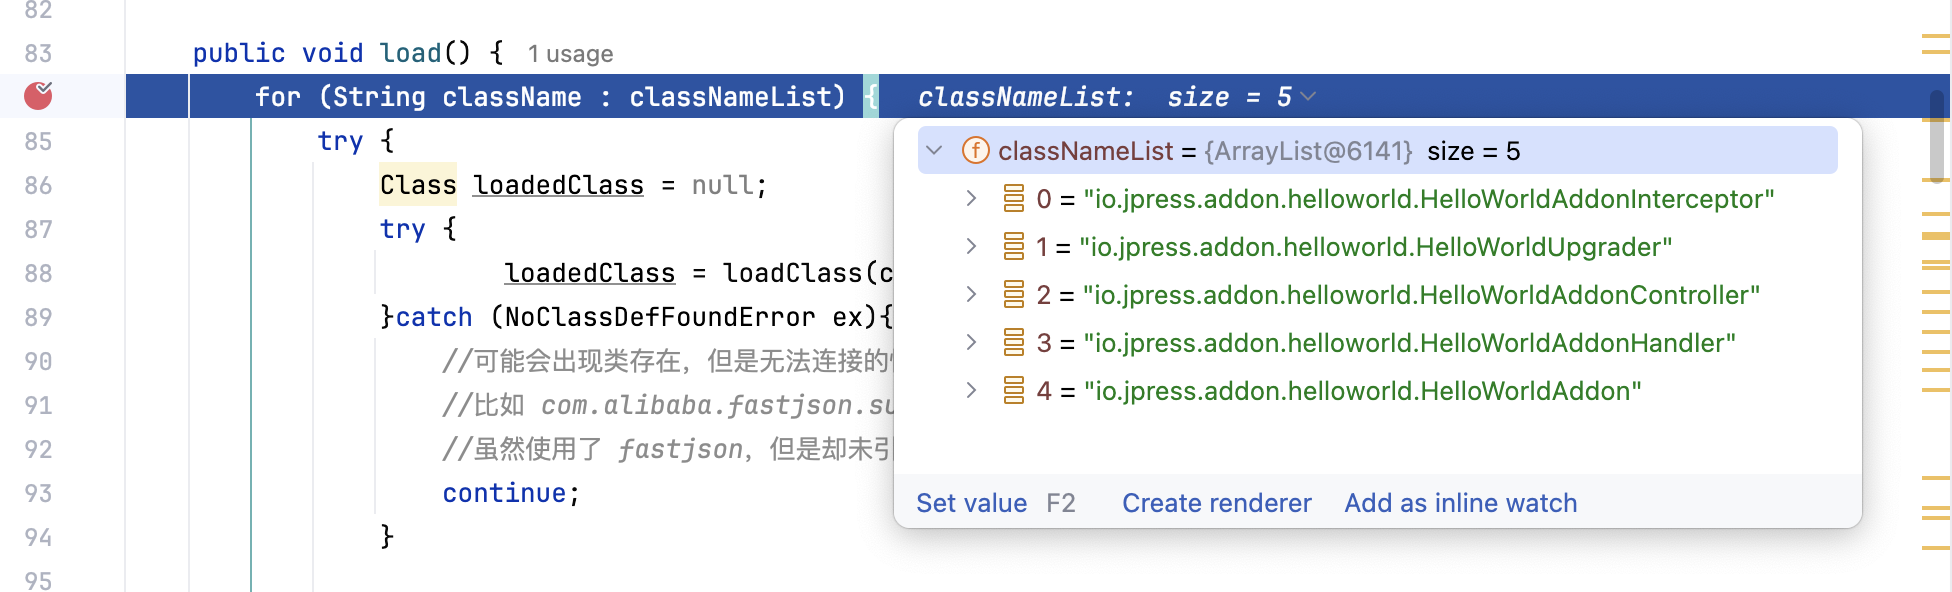 82
83 public void load() { 1 usage
for (String className : classNameList) { classNameList: size = 5
85 try {
86 Class loadedClass = null;
87 try {
88 loadedClass = loadClass(c
89 }catch (NoClassDefFoundError ex){
90 //可能会出现类存在，但是无法连接的
91 //比如 com.alibaba.fastjson.su
92 //虽然使用了 fastjson，但是却未引
93 continue;
94 }
95
f classNameList = {ArrayList@6141} size = 5
0 = "io.jpress.addon.helloworld.HelloWorldAddonInterceptor"
1 = "io.jpress.addon.helloworld.HelloWorldUpgrader"
2 = "io.jpress.addon.helloworld.HelloWorldAddonController"
3 = "io.jpress.addon.helloworld.HelloWorldAddonHandler"
4 = "io.jpress.addon.helloworld.HelloWorldAddon"
Set value F2 Create renderer Add as inline watch